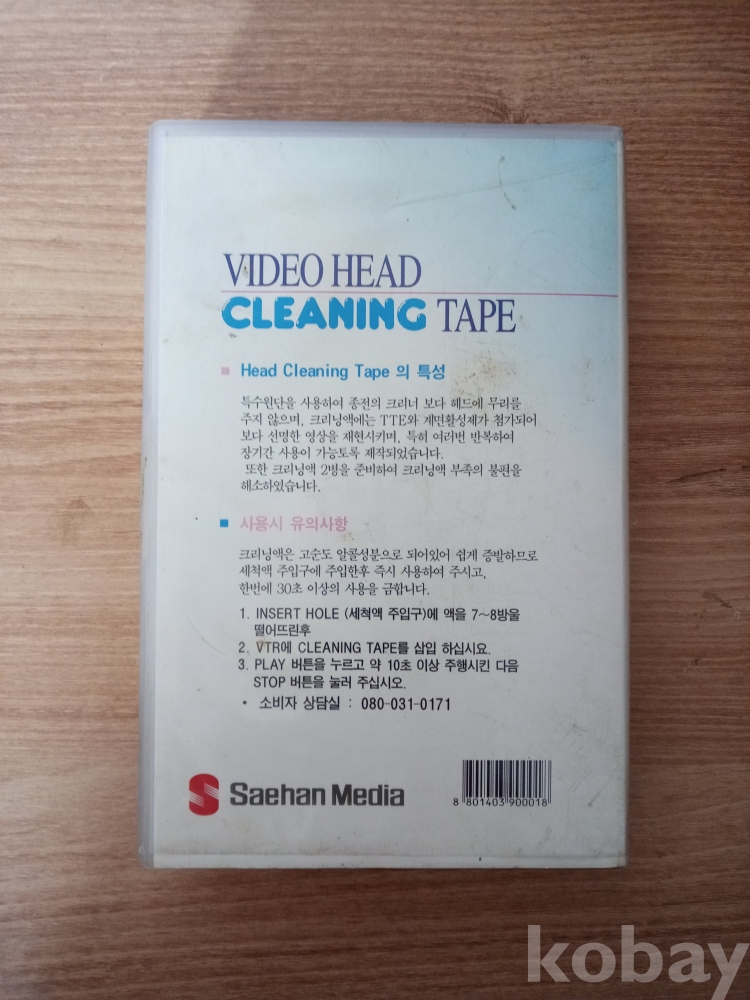 VIDEO HEAD
CLEANING TAPE
Head Cleaning Tape 의 특성
특수원단을 사용하여 종전의 크리너 보다 헤드에 무리를
주지 않으며, 크리닝액에는 TTE와 계면활성제가 첨가되어
보다 선명한 영상을 재현시키며, 특히 여러번 반복하여
장기간 사용이 가능토록 제작되었습니다.
또한 크리닝액 2병을 준비하여 크리닝액 부족의 불편을
해소하였습니다.
사용시 유의사항
크리닝액은 고순도 알콜성분으로 되어있어 쉽게 증발하므로
세척액 주입구에 주입한후 즉시 사용하여 주시고,
한번에 30초 이상의 사용을 금합니다.
1. INSERT HOLE (세척액 주입구)에 액을 7~8방울
떨어뜨린후
2. VTR에 CLEANING TAPE를 삽입 하십시요.
3. PLAY 버튼을 누르고 약 10초 이상 주행시킨 다음
STOP 버튼을 눌러 주십시오.
• 소비자 상담실 : 080-031-0171
Saehan Media
8 801403 900018
kobay